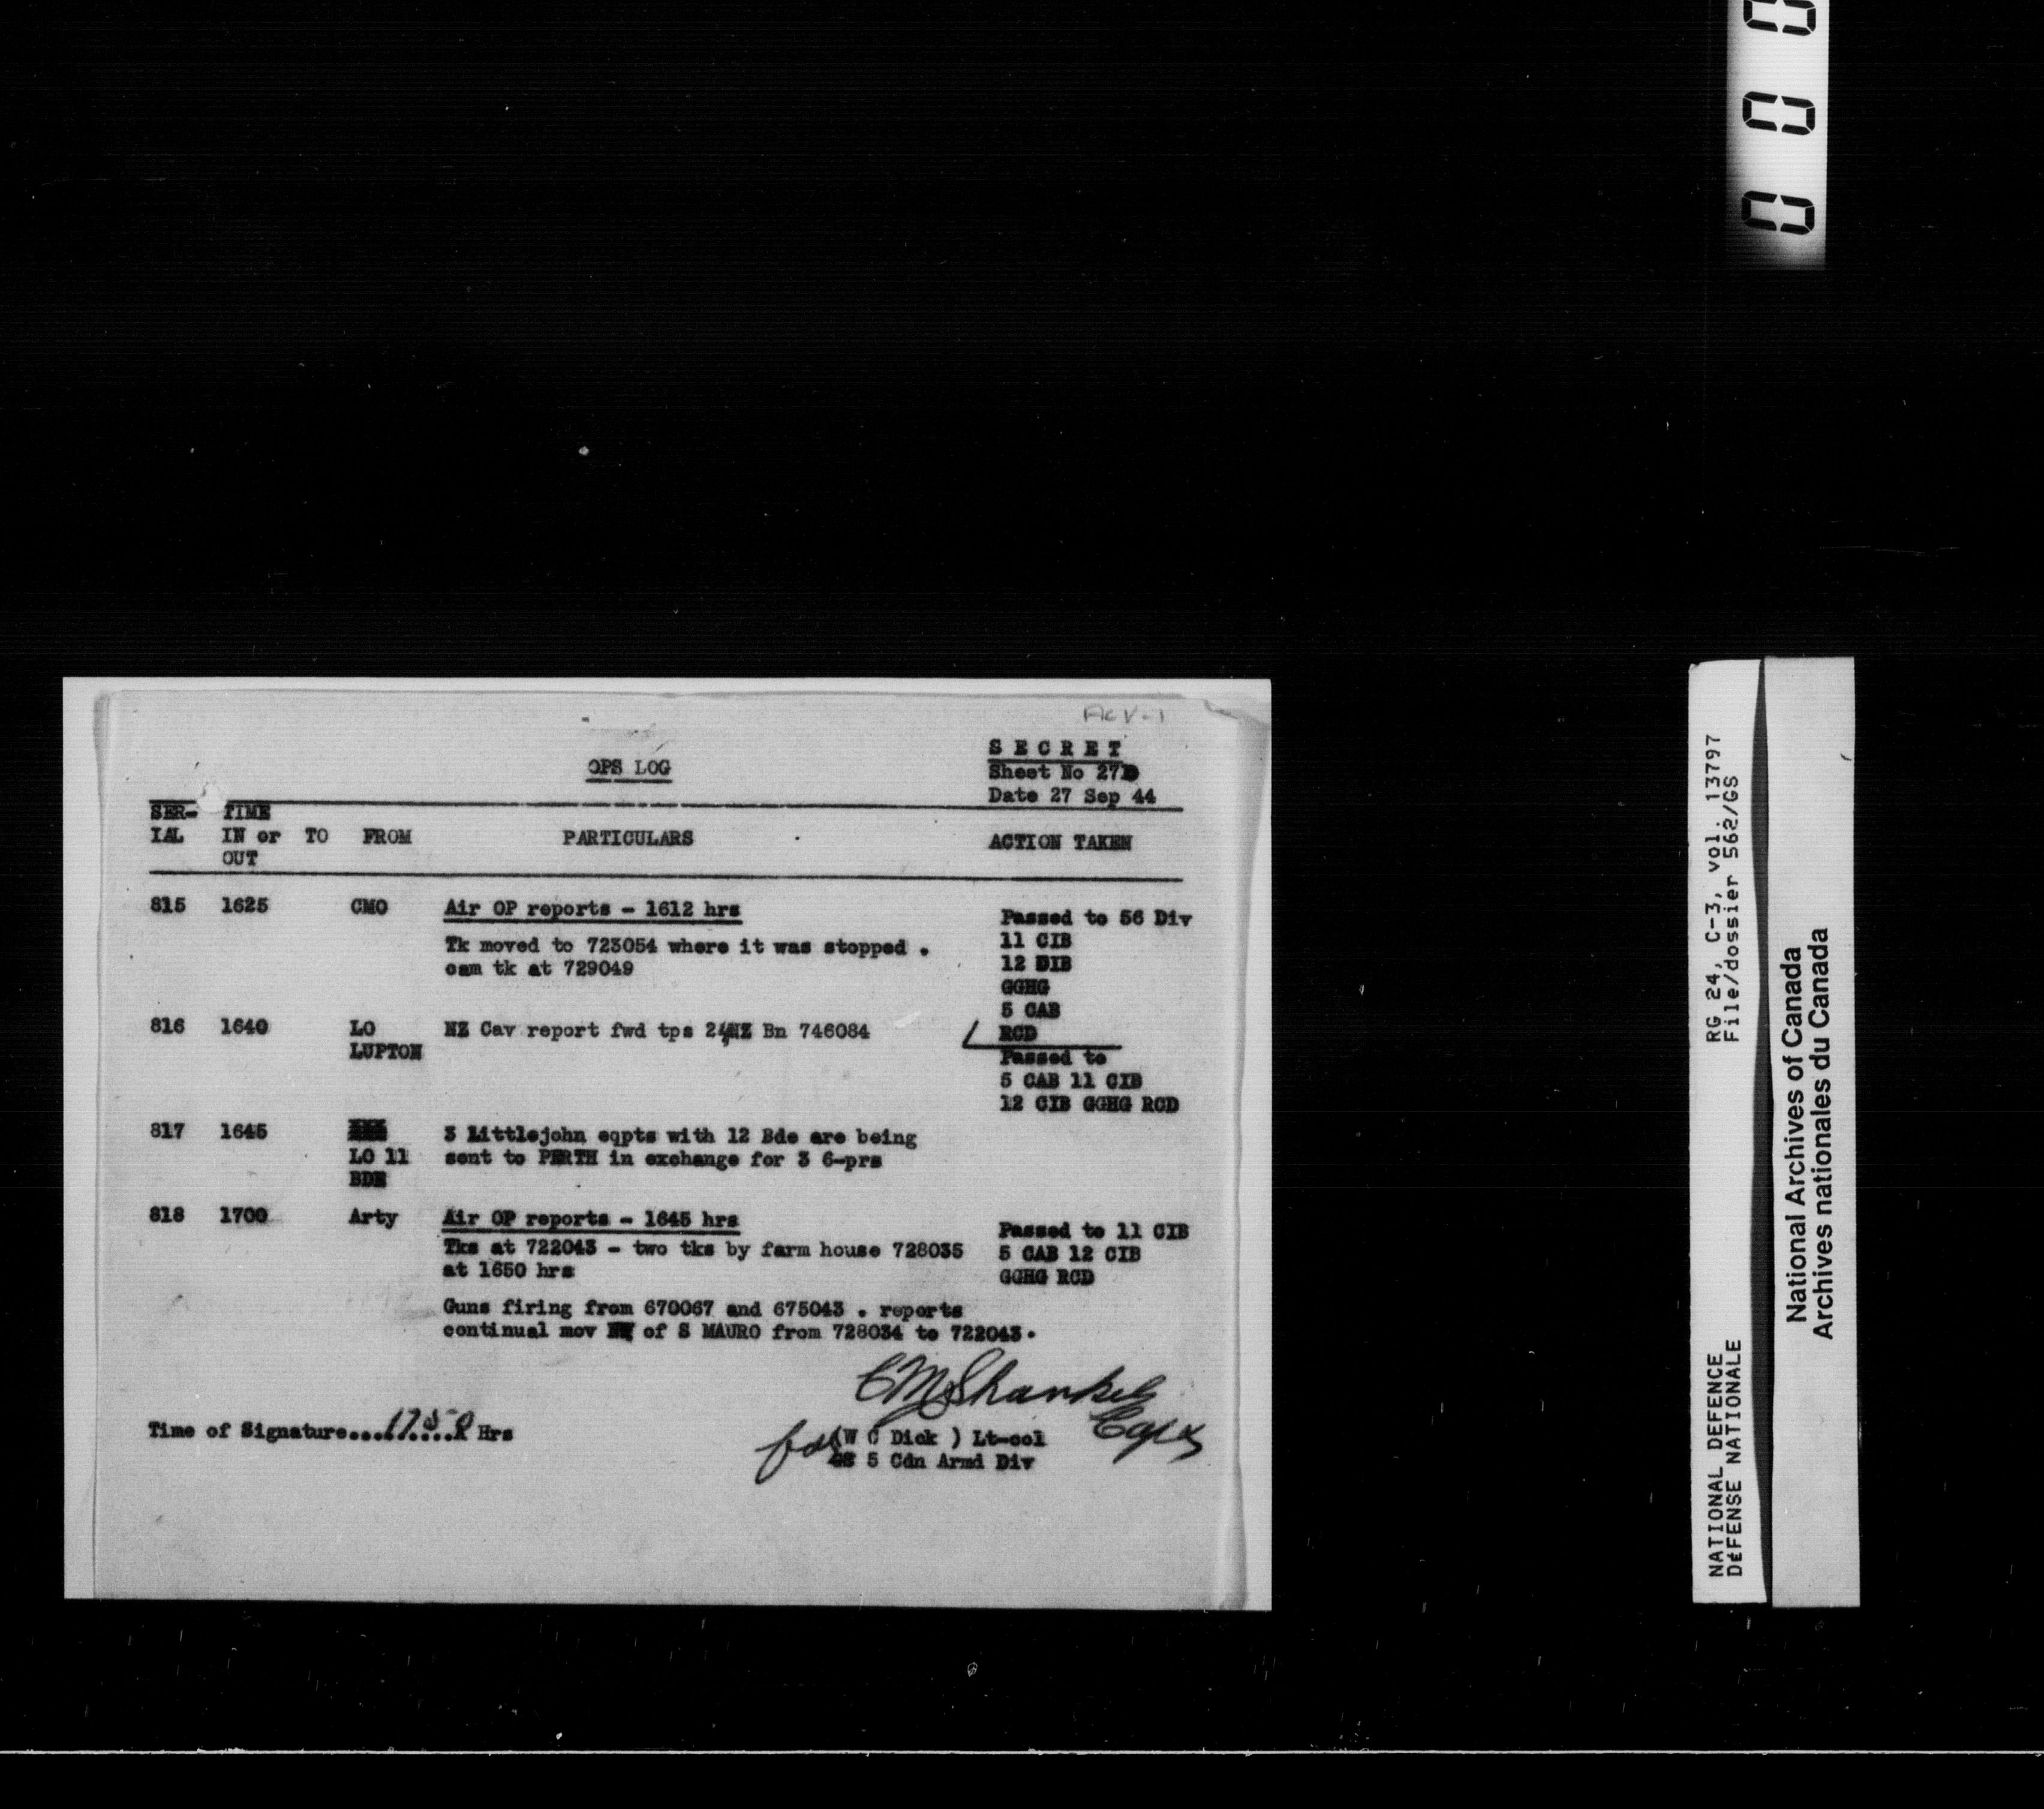 0 0 0
S E C R E T
OPS LOG
Sheet No 27
Date 27 Sep 44
SER- TIME
IAL IN or TO FROM PARTICULARS ACTION TAKEN
OUT
815 1625 CMO Air OP reports - 1612 hrs
Tk moved to 723054 where it was stopped .
cam tk at 729049
Passed to 56 Div
11 CIB
12 DIB
GGHG
5 CAB
RCD
816 1640 LO NZ Cav report fwd tps 24 NZ Bn 746084
LUPTON
Passed to
5 CAB 11 CIB
12 CIB GGHG RCD
817 1645 3 Littlejohn eqpts with 12 Bde are being
LO 11 sent to PERTH in exchange for 3 6-prs
BDE
818 1700 Arty Air OP reports - 1645 hrs
Tks at 722043 - two tks by farm house 728035
at 1650 hrs
Passed to 11 CIB
5 CAB 12 CIB
GGHG RCD
Guns firing from 670067 and 675043 . reports
continual mov NW of S MAURO from 728034 to 722043.
Capt
Time of Signature....1750 Hrs
for (W C Dick ) Lt-col
GS 5 Cdn Armd Div
RG 24, C-3, vol. 13797
File/dossier 562/GS
NATIONAL DEFENCE
DÉFENSE NATIONALE
National Archives of Canada
Archives nationales du Canada